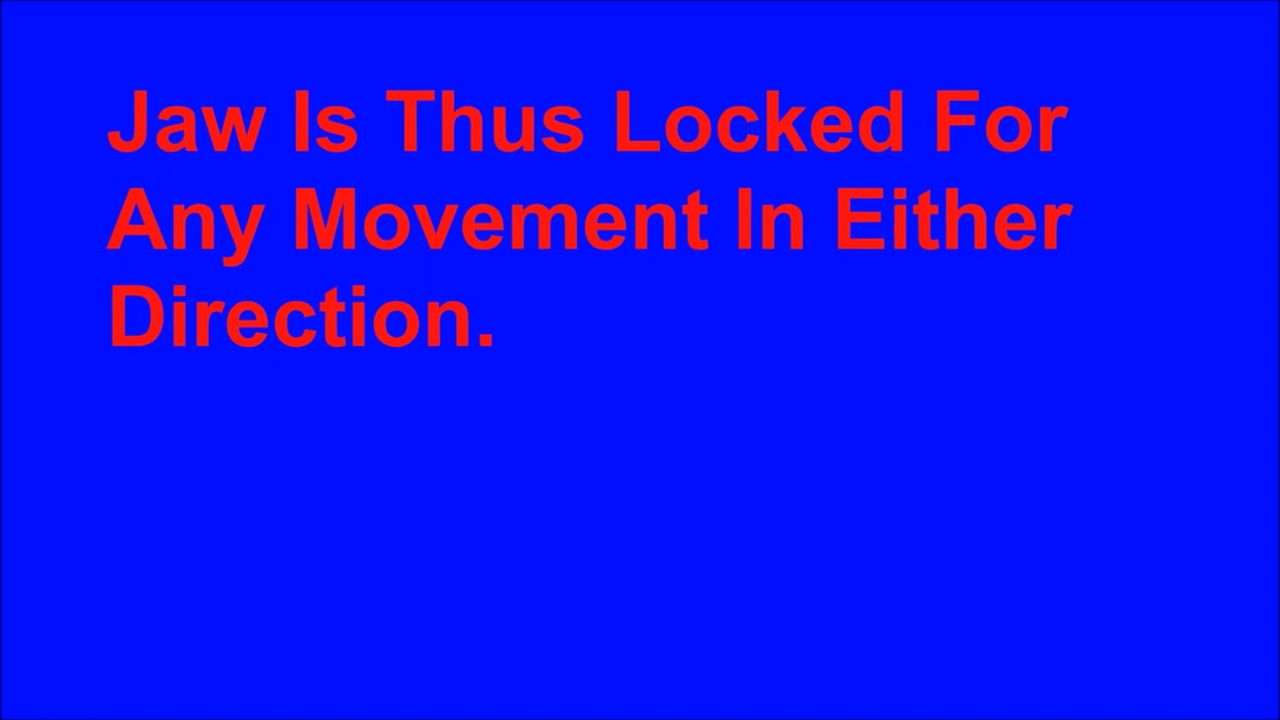 Jaw Is Thus Locked For
Any Movement In Either
Direction.